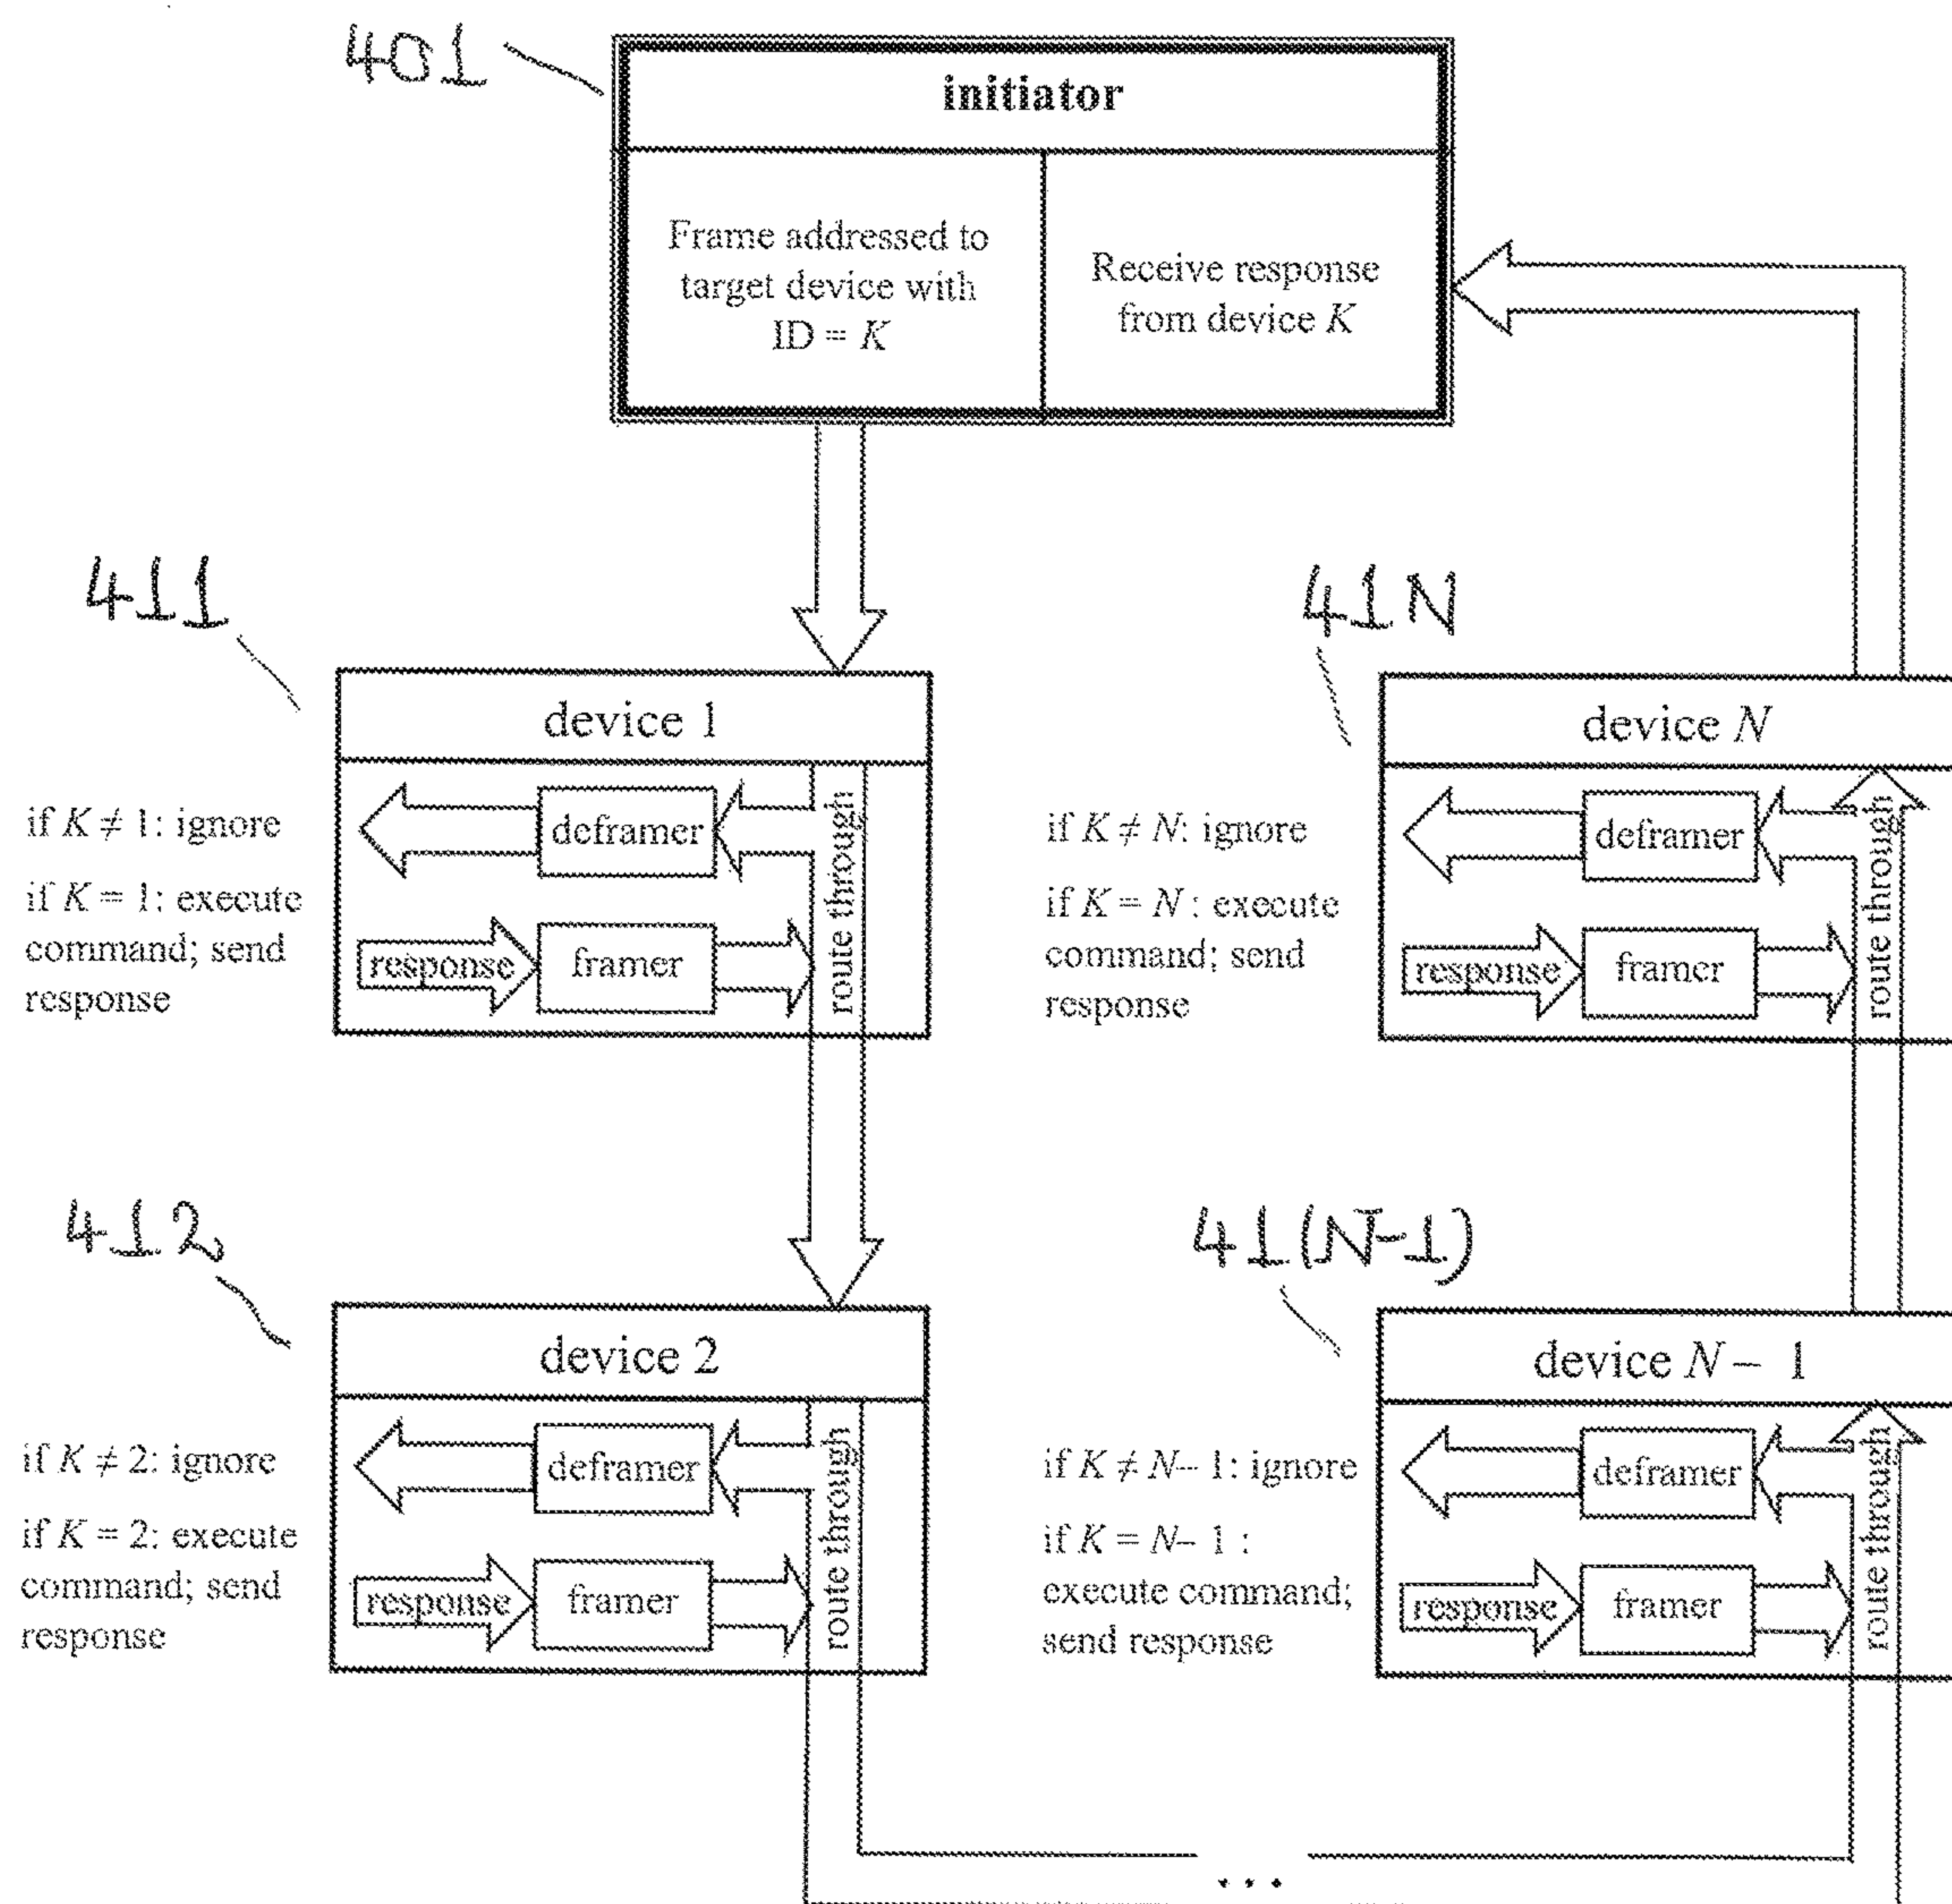 401
initiator
Frame addressed to
target device with
ID = K
Receive response
from device K
411
device 1
deframer
route through
response
framer
if K ≠ 1: ignore
if K = 1: execute
command; send
response
41N
device N
deframer
route through
response
framer
if K ≠ N: ignore
if K = N : execute
command; send
response
412
device 2
deframer
route through
response
framer
if K ≠ 2: ignore
if K = 2: execute
command; send
response
41(N-1)
device N – 1
deframer
route through
response
framer
if K ≠ N– 1: ignore
if K = N– 1 :
execute command;
send response
...